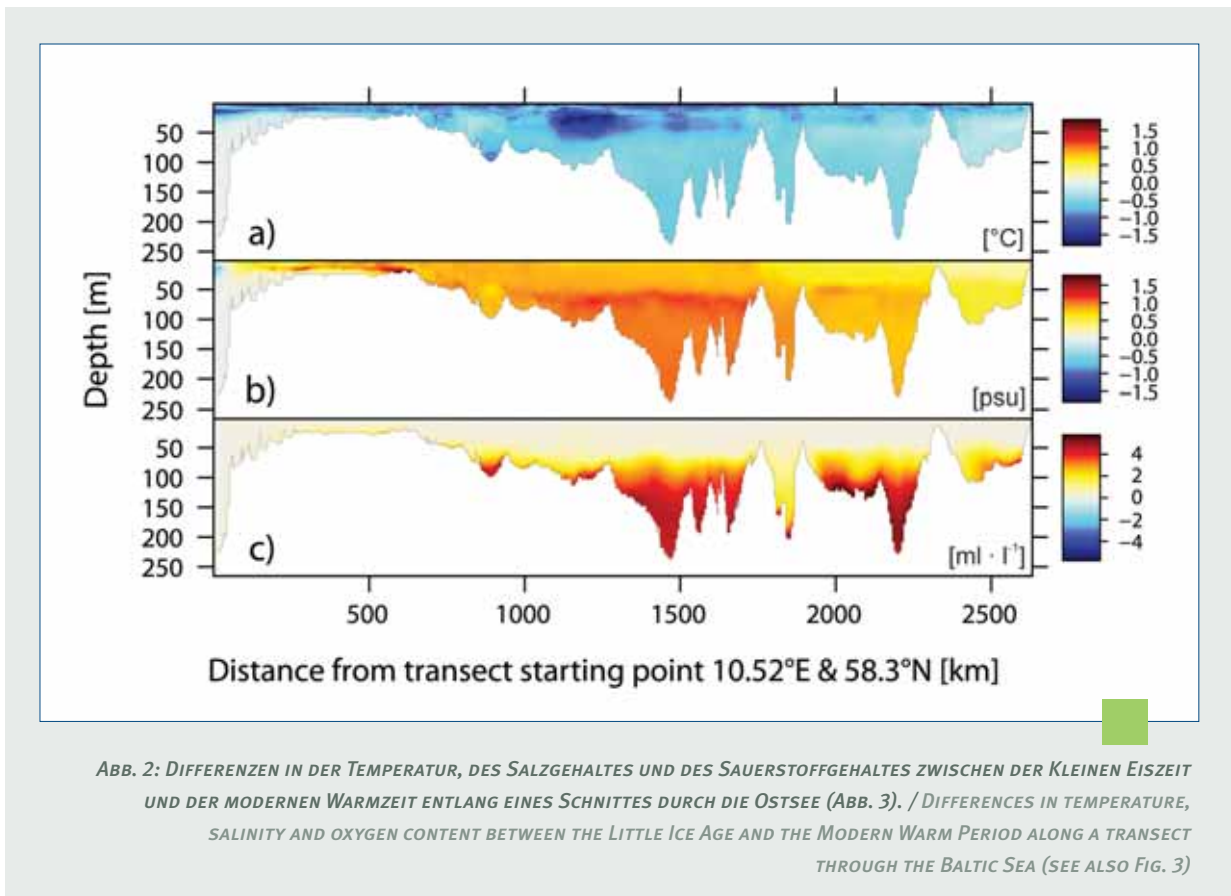 50
100
150
200
250
a)
[°C]
1.5
1.0
0.5
0.0
−0.5
−1.0
−1.5
50
100
150
200
250
b)
[psu]
1.5
1.0
0.5
0.0
−0.5
−1.0
−1.5
Depth [m]
50
100
150
200
250
c)
[ml · l⁻¹]
4
2
0
−2
−4
500 1000 1500 2000 2500
Distance from transect starting point 10.52°E & 58.3°N [km]
Abb. 2: Differenzen in der Temperatur, des Salzgehaltes und des Sauerstoffgehaltes zwischen der Kleinen Eiszeit
und der modernen Warmzeit entlang eines Schnittes durch die Ostsee (Abb. 3). / Differences in temperature,
salinity and oxygen content between the Little Ice Age and the Modern Warm Period along a transect
through the Baltic Sea (see also Fig. 3)